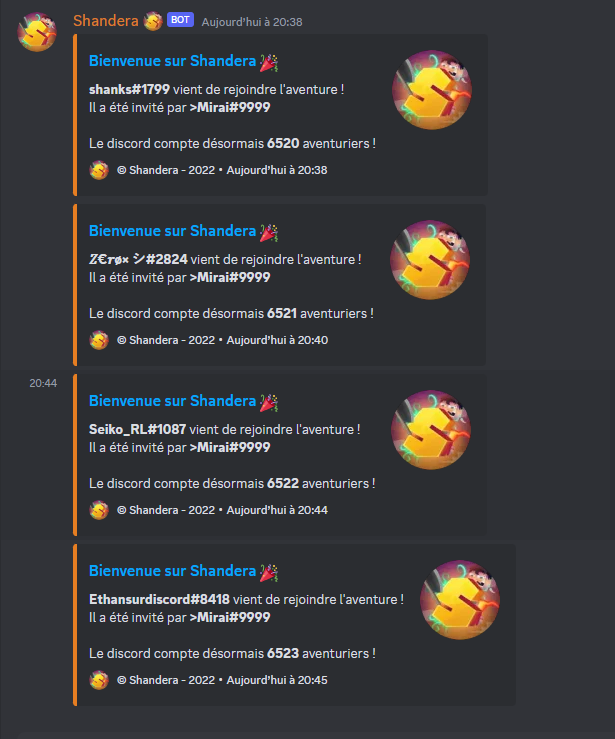 Shandera BOT Aujourd'hui à 20:38
Bienvenue sur Shandera 🎉
shanks#1799 vient de rejoindre l'aventure !
Il a été invité par >Mirai#9999
Le discord compte désormais 6520 aventuriers !
© Shandera - 2022 • Aujourd'hui à 20:38
Bienvenue sur Shandera 🎉
Z€rø× シ#2824 vient de rejoindre l'aventure !
Il a été invité par >Mirai#9999
Le discord compte désormais 6521 aventuriers !
© Shandera - 2022 • Aujourd'hui à 20:40
20:44
Bienvenue sur Shandera 🎉
Seiko_RL#1087 vient de rejoindre l'aventure !
Il a été invité par >Mirai#9999
Le discord compte désormais 6522 aventuriers !
© Shandera - 2022 • Aujourd'hui à 20:44
Bienvenue sur Shandera 🎉
Ethansurdiscord#8418 vient de rejoindre l'aventure !
Il a été invité par >Mirai#9999
Le discord compte désormais 6523 aventuriers !
© Shandera - 2022 • Aujourd'hui à 20:45